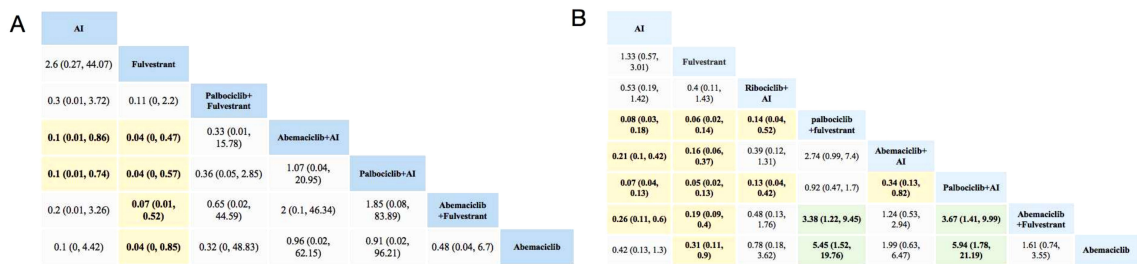 A
AI
2.6 (0.27, 44.07)
Fulvestrant
0.3 (0.01, 3.72)
0.11 (0, 2.2)
Palbociclib+
Fulvestrant
0.1 (0.01, 0.86)
0.04 (0, 0.47)
0.33 (0.01,
15.78)
Abemaciclib+AI
0.1 (0.01, 0.74)
0.04 (0, 0.57)
0.36 (0.05, 2.85)
1.07 (0.04,
20.95)
Palbociclib+AI
0.2 (0.01, 3.26)
0.07 (0.01,
0.52)
0.65 (0.02,
44.59)
2 (0.1, 46.34)
1.85 (0.08,
83.89)
Abemaciclib
+Fulvestrant
0.1 (0, 4.42)
0.04 (0, 0.85)
0.32 (0, 48.83)
0.96 (0.02,
62.15)
0.91 (0.02,
96.21)
0.48 (0.04, 6.7)
Abemaciclib
B
AI
1.33 (0.57,
3.01)
Fulvestrant
0.53 (0.19,
1.42)
0.4 (0.11,
1.43)
Ribociclib+
AI
0.08 (0.03,
0.18)
0.06 (0.02,
0.14)
0.14 (0.04,
0.52)
palbociclib
+fulvestrant
0.21 (0.1, 0.42)
0.16 (0.06,
0.37)
0.39 (0.12,
1.31)
2.74 (0.99, 7.4)
Abemaciclib+
AI
0.07 (0.04,
0.13)
0.05 (0.02,
0.13)
0.13 (0.04,
0.42)
0.92 (0.47, 1.7)
0.34 (0.13,
0.82)
Palbociclib+AI
0.26 (0.11, 0.6)
0.19 (0.09,
0.4)
0.48 (0.13,
1.76)
3.38 (1.22, 9.45)
1.24 (0.53,
2.94)
3.67 (1.41, 9.99)
Abemaciclib
+Fulvestrant
0.42 (0.13, 1.3)
0.31 (0.11,
0.9)
0.78 (0.18,
3.62)
5.45 (1.52,
19.76)
1.99 (0.63,
6.47)
5.94 (1.78,
21.19)
1.61 (0.74,
3.55)
Abemaciclib